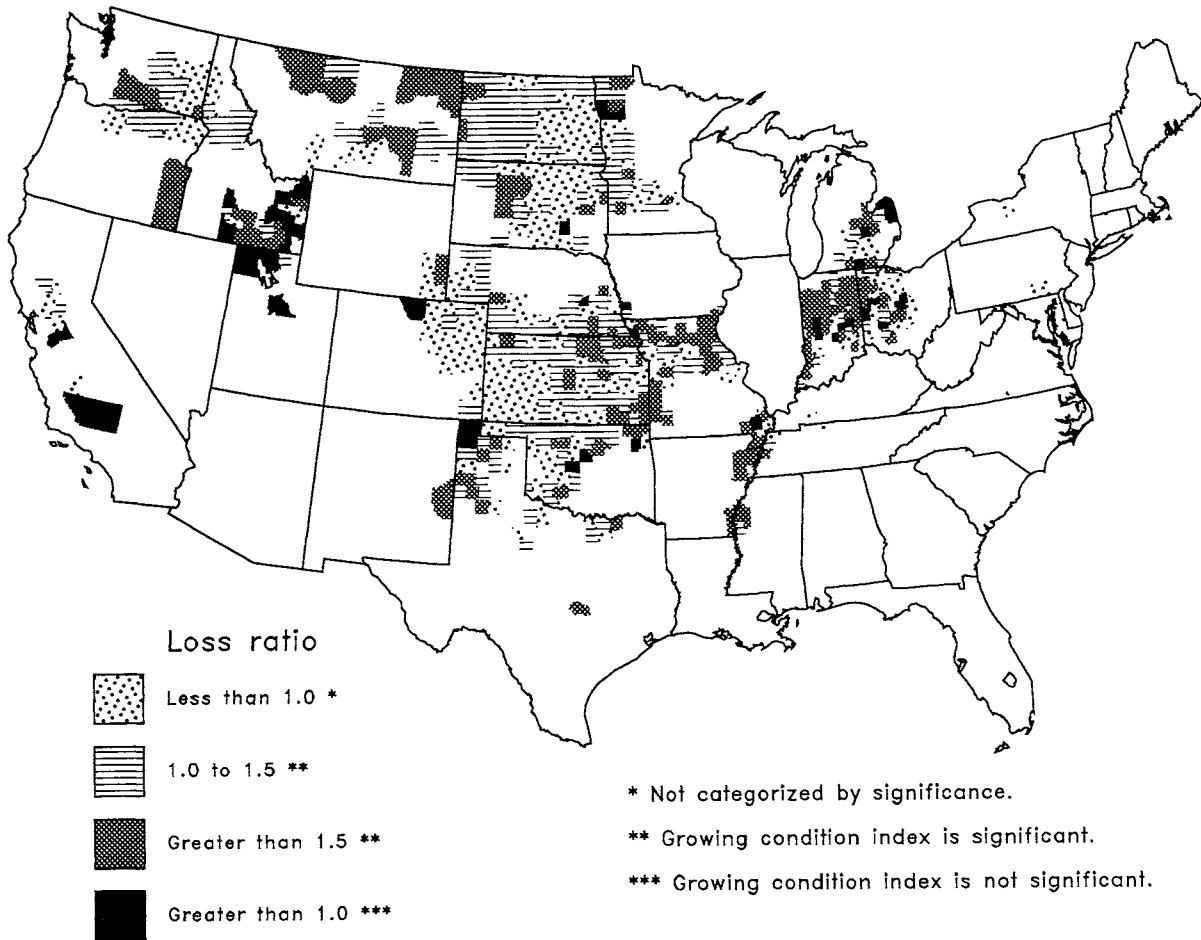 Loss ratio
Less than 1.0 *
1.0 to 1.5 **
Greater than 1.5 **
Greater than 1.0 ***
* Not categorized by significance.
** Growing condition index is significant.
*** Growing condition index is not significant.